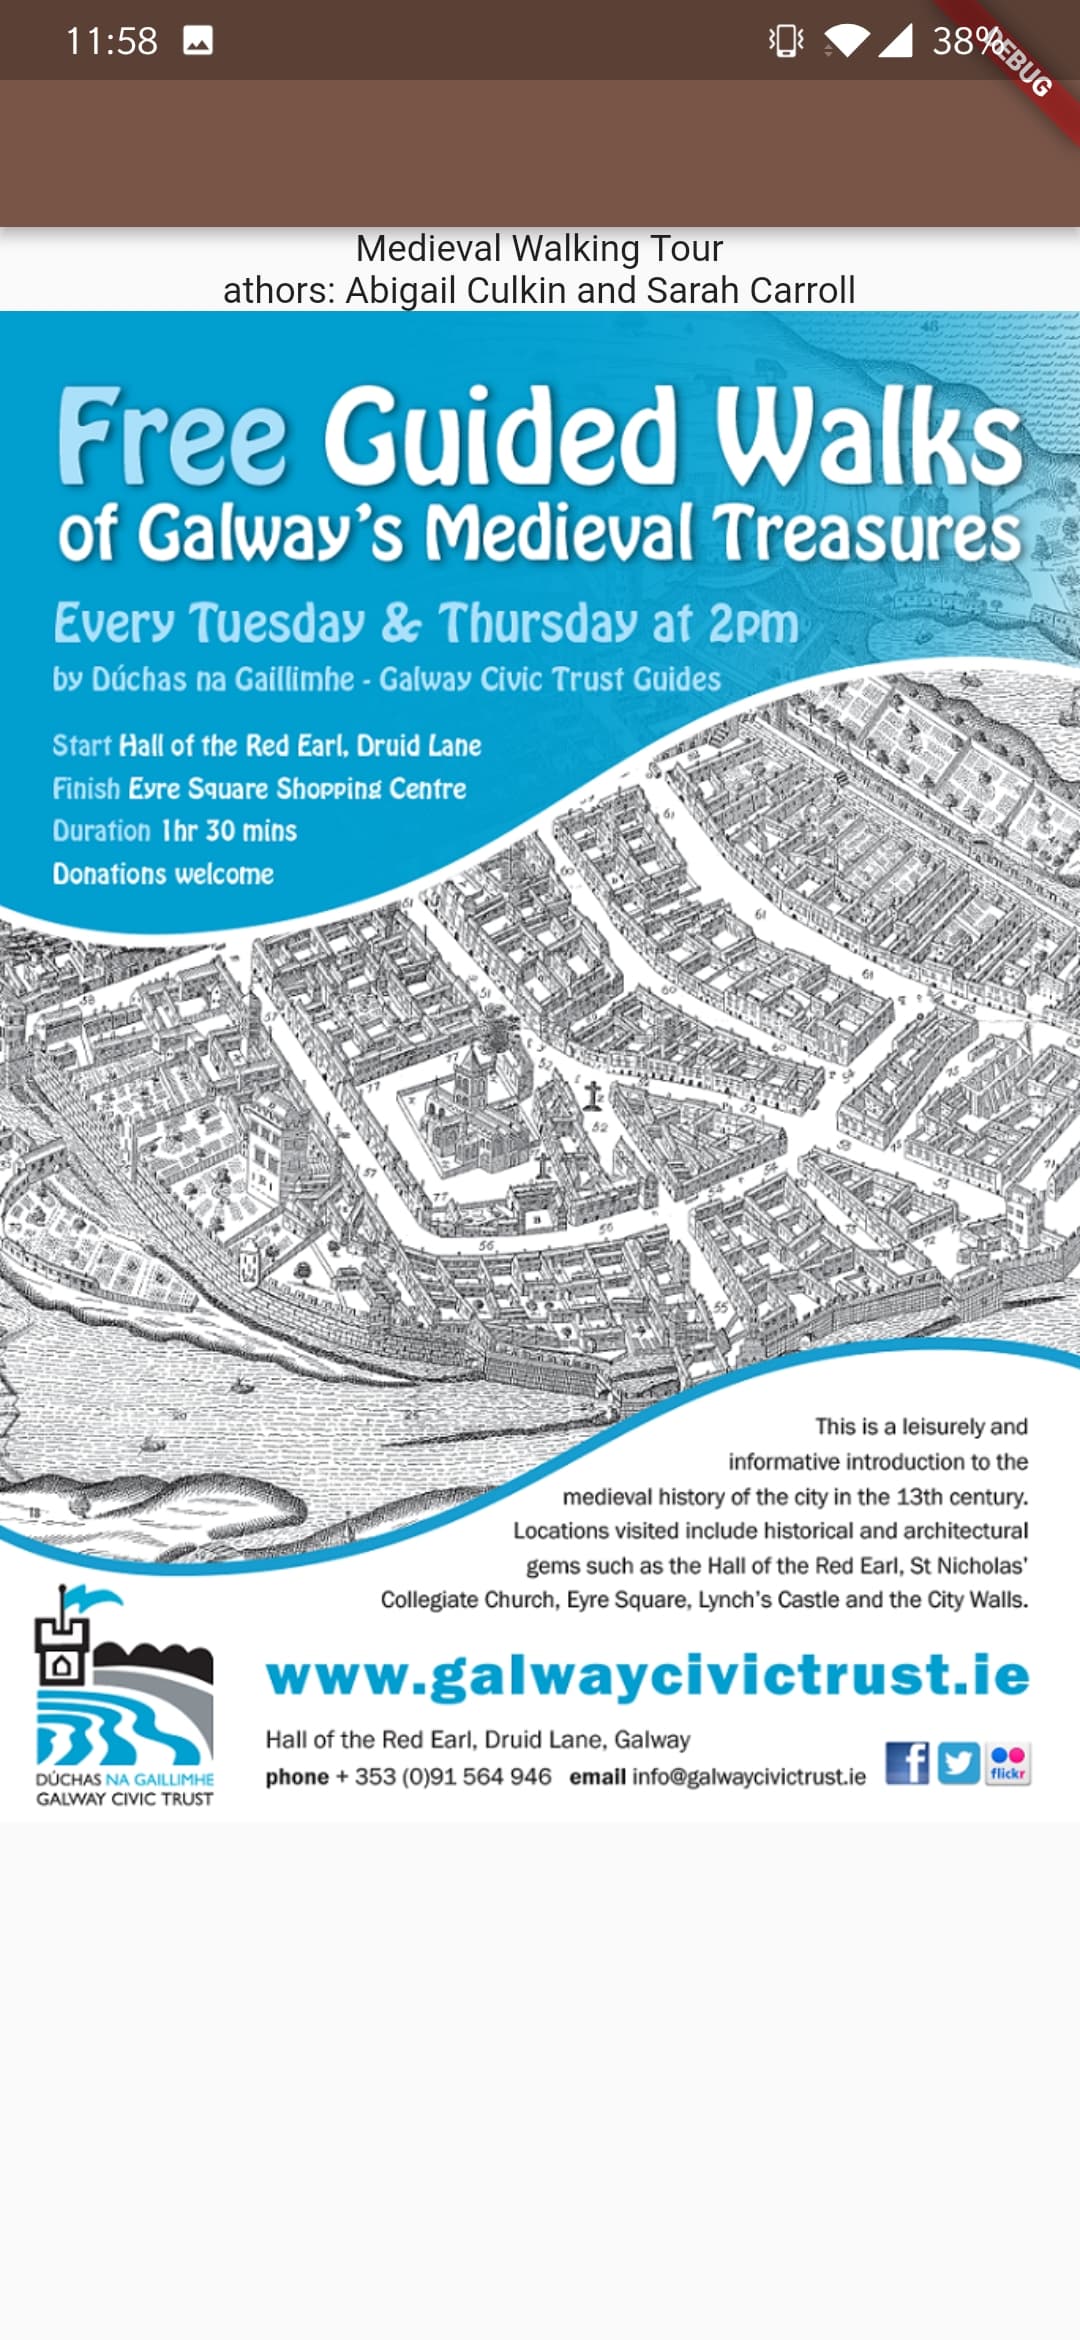 11:58
38%
DEBUG
Medieval Walking Tour
athors: Abigail Culkin and Sarah Carroll
Free Guided Walks
of Galway's Medieval Treasures
Every Tuesday & Thursday at 2pm
by Dúchas na Gaillimhe - Galway Civic Trust Guides
Start Hall of the Red Earl, Druid Lane
Finish Eyre Square Shopping Centre
Duration 1hr 30 mins
Donations welcome
This is a leisurely and
informative introduction to the
medieval history of the city in the 13th century.
Locations visited include historical and architectural
gems such as the Hall of the Red Earl, St Nicholas'
Collegiate Church, Eyre Square, Lynch's Castle and the City Walls.
www.galwaycivictrust.ie
Hall of the Red Earl, Druid Lane, Galway
phone + 353 (0)91 564 946 email info@galwaycivictrust.ie
flickr
DÚCHAS NA GAILLIMHE
GALWAY CIVIC TRUST